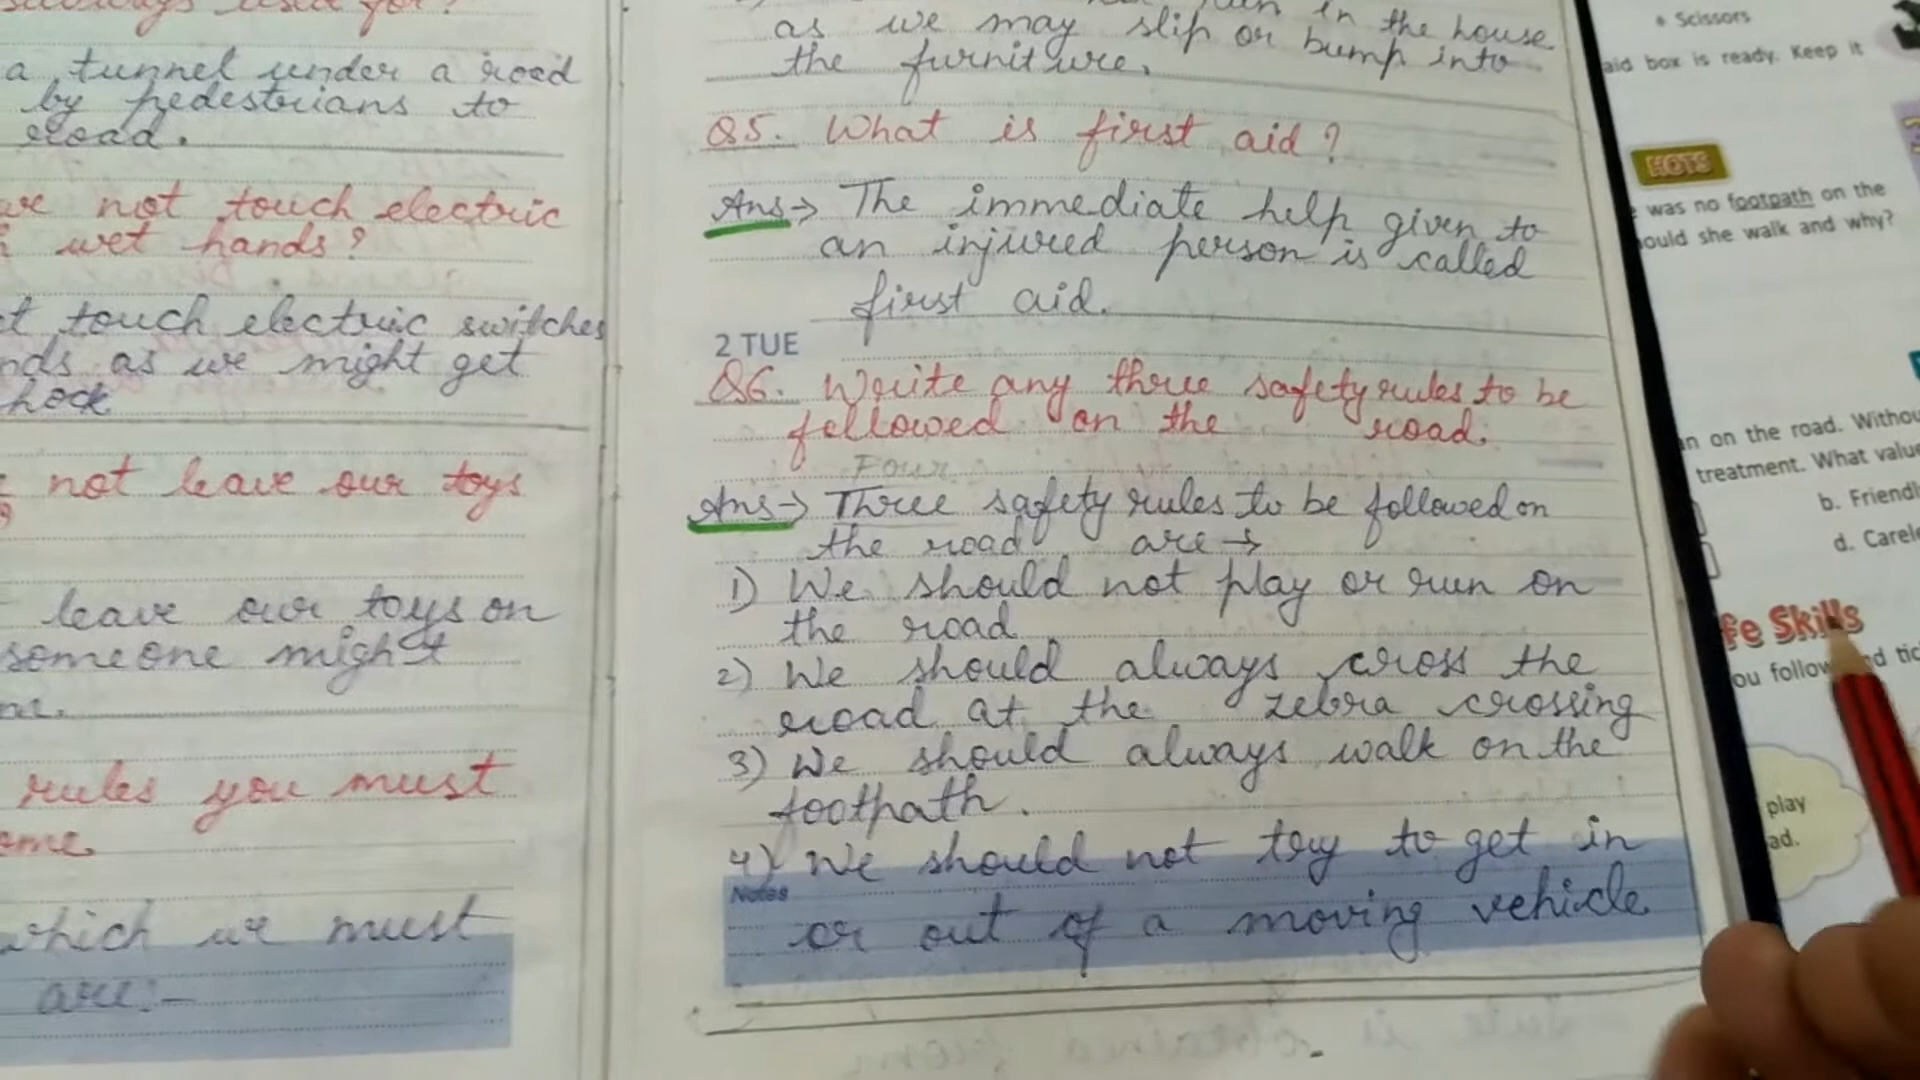 a tunnel under a road
by pedestrians to
road.
not touch electric
wet hands?
touch electric switches
as we might get
hock
not leave our toys
leave our toys on
someone might
rules you must
which we must
are:-
in the house
as we may slip or bump into
the furniture.
Q5. What is first aid?
Ans→ The immediate help given to
an injured person is called
first aid.
2 TUE
Q6. Write any three safety rules to be
followed on the road.
Four
Ans→ Three safety rules to be followed on
the road are →
1) We should not play or run on
the road
2) We should always cross the
road at the zebra crossing
3) We should always walk on the
footpath.
4) We should not try to get in
Notes
or out of a moving vehicle
• Scissors
aid box is ready. Keep it
HOTS
was no footpath on the
ould she walk and why?
on the road. Withou
treatment. What value
b. Friendl
d. Carele
fe Skills
ou follow
tic
play
ad.